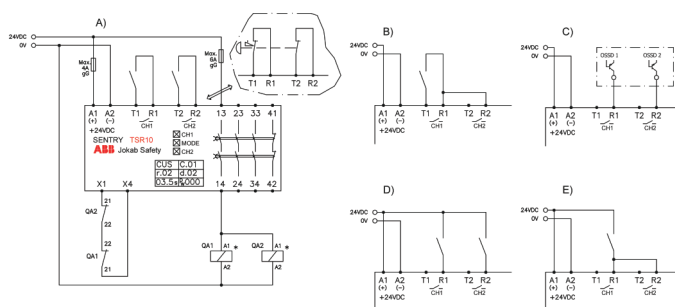 A)
24VDC
0V
Max.
4A
gG
Max.
6A
gG
T1 R1 T2 R2
A1 A2 T1 R1 T2 R2 13 23 33 41
(+) (–) CH1 CH2
+24VDC
SENTRY TSR10
ABB Jokab Safety
CH1
MODE
CH2
CUS C.01
r.02 d.02
X1 X4 14 24 34 42
21
QA2
22
22
QA1
21
QA1 A1 *
A2
QA2 A1 *
A2
B)
24VDC
0V
A1 A2 T1 R1 T2 R2
(+) (–) CH1 CH2
+24VDC
C)
24VDC
0V
OSSD 1 OSSD 2
A1 A2 T1 R1 T2 R2
(+) (–) CH1 CH2
+24VDC
D)
24VDC
0V
A1 A2 T1 R1 T2 R2
(+) (–) CH1 CH2
+24VDC
E)
24VDC
0V
A1 A2 T1 R1 T2 R2
(+) (–) CH1 CH2
+24VDC